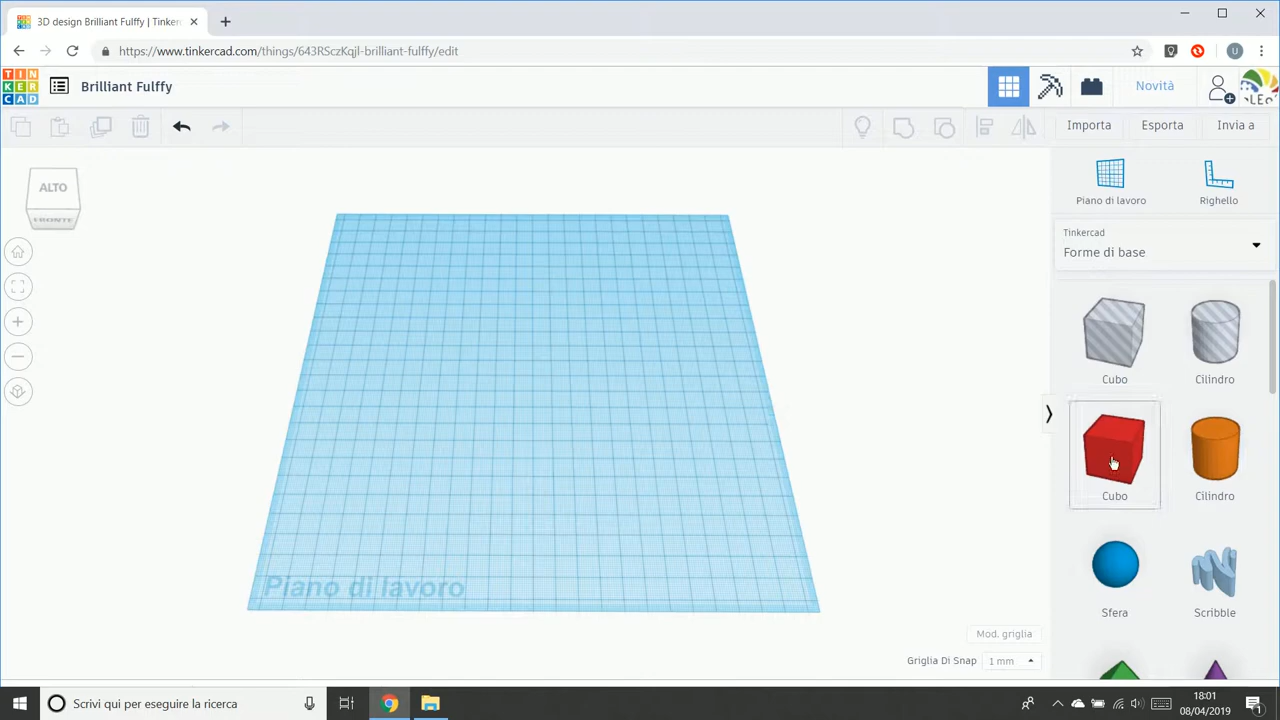 3D design Brilliant Fulffy | Tinker
https://www.tinkercad.com/things/643RSczKqjl-brilliant-fulffy/edit
U
TIN
KER
CAD
Brilliant Fulffy
Novità
Importa
Esporta
Invia a
ALTO
FRONTE
Piano di lavoro
Righello
Tinkercad
Forme di base
Cubo
Cilindro
Cubo
Cilindro
Sfera
Scribble
Piano di lavoro
Mod. griglia
Griglia Di Snap
1 mm
Scrivi qui per eseguire la ricerca
18:01
08/04/2019
1